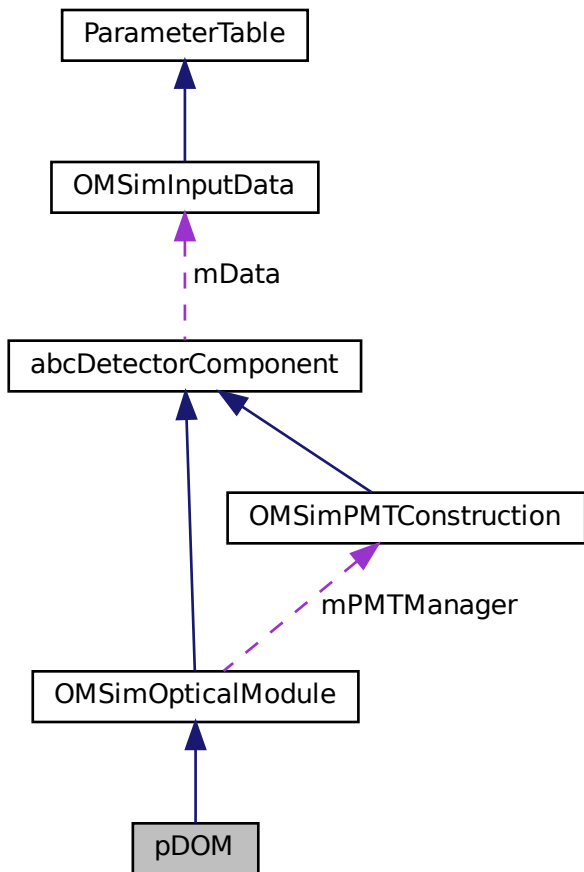 ParameterTable
OMSimInputData
mData
abcDetectorComponent
OMSimPMTConstruction
mPMTManager
OMSimOpticalModule
pDOM